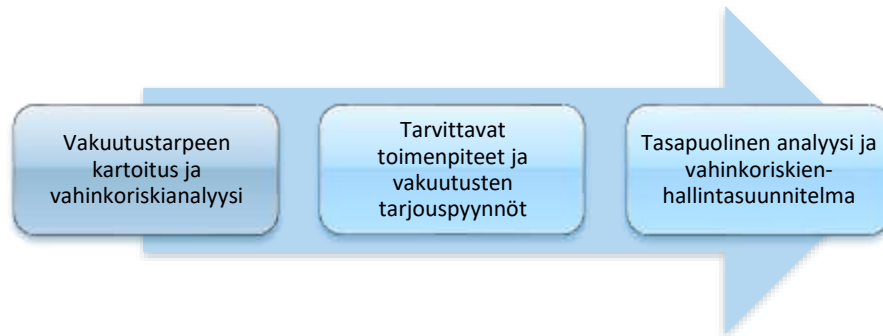 Vakuutustarpeen
kartoitus ja
vahinkoriskianalyysi
Tarvittavat
toimenpiteet ja
vakuutusten
tarjouspyynnöt
Tasapuolinen analyysi ja
vahinkoriskien-
hallintasuunnitelma